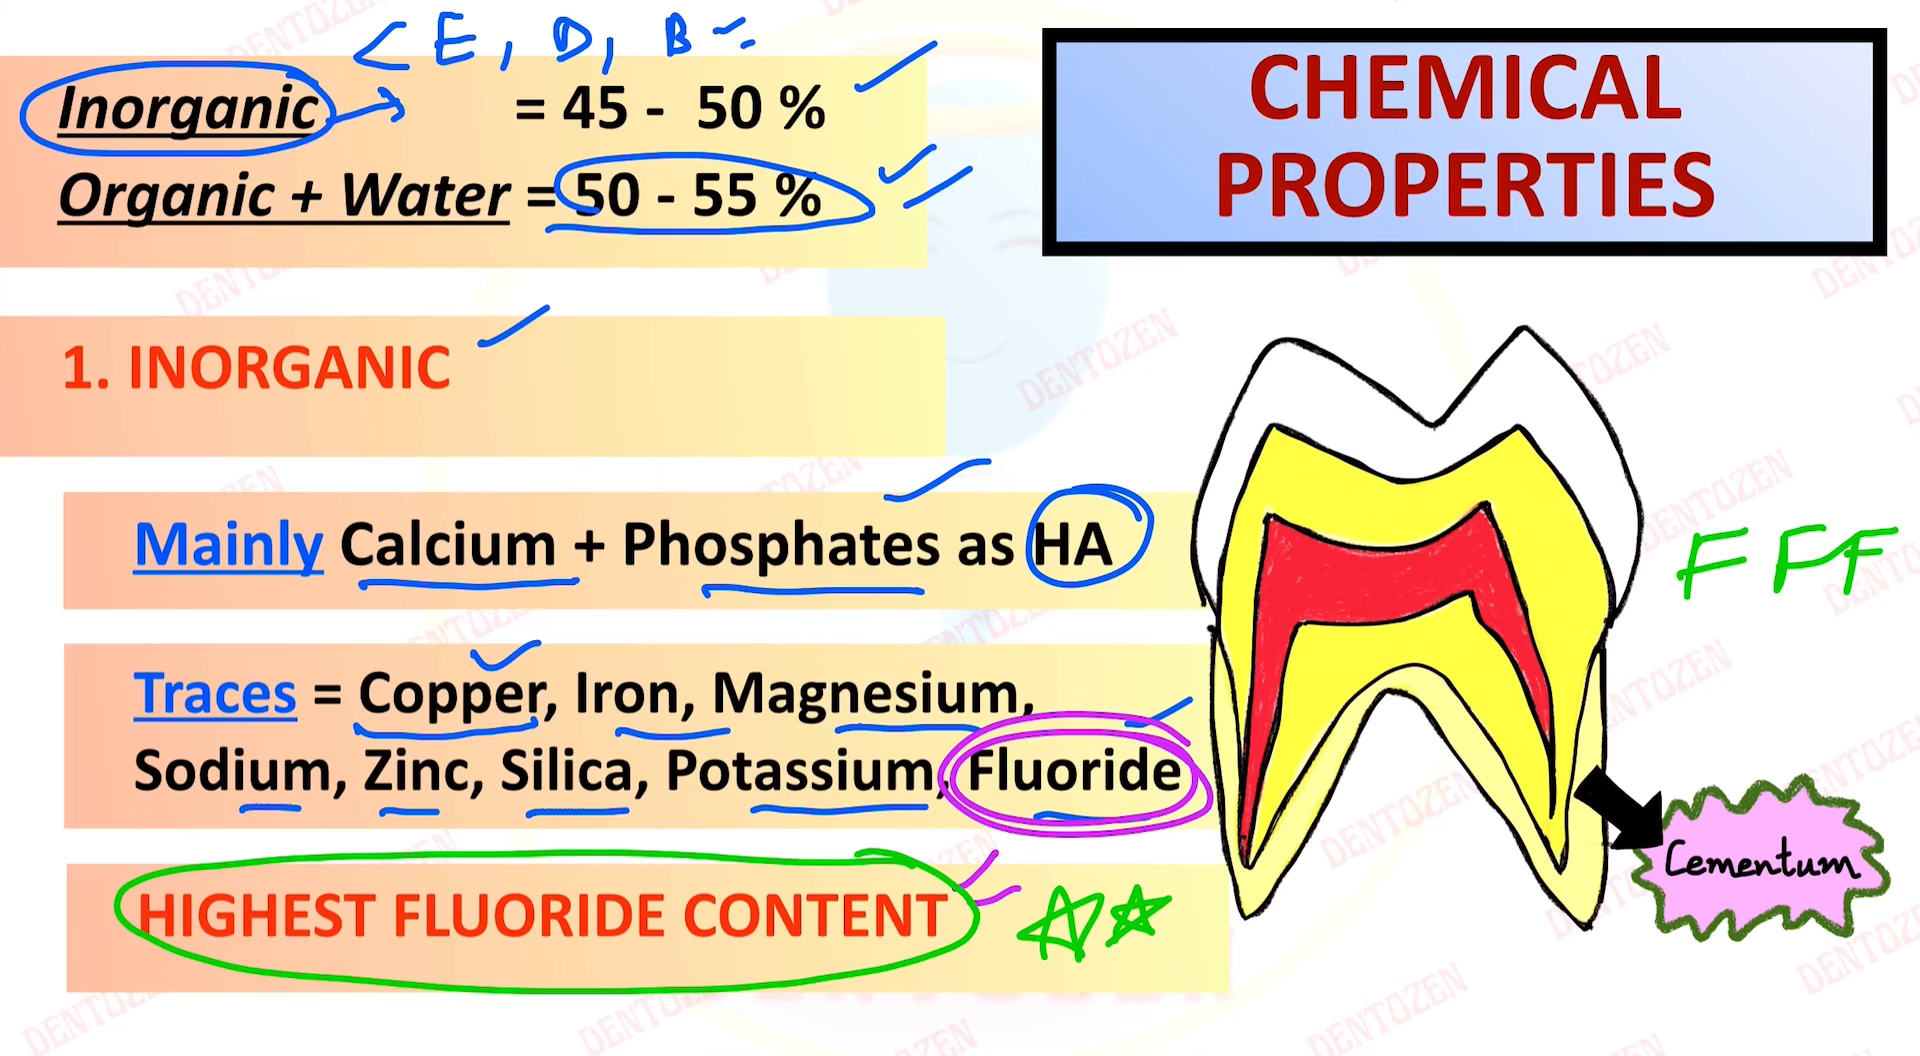 < E, D, B
Inorganic = 45 - 50 %
Organic + Water = 50 - 55 %
CHEMICAL
PROPERTIES
1. INORGANIC
Mainly Calcium + Phosphates as HA
Traces = Copper, Iron, Magnesium,
Sodium, Zinc, Silica, Potassium, Fluoride
HIGHEST FLUORIDE CONTENT
F F F
Cementum
DENTOZEN